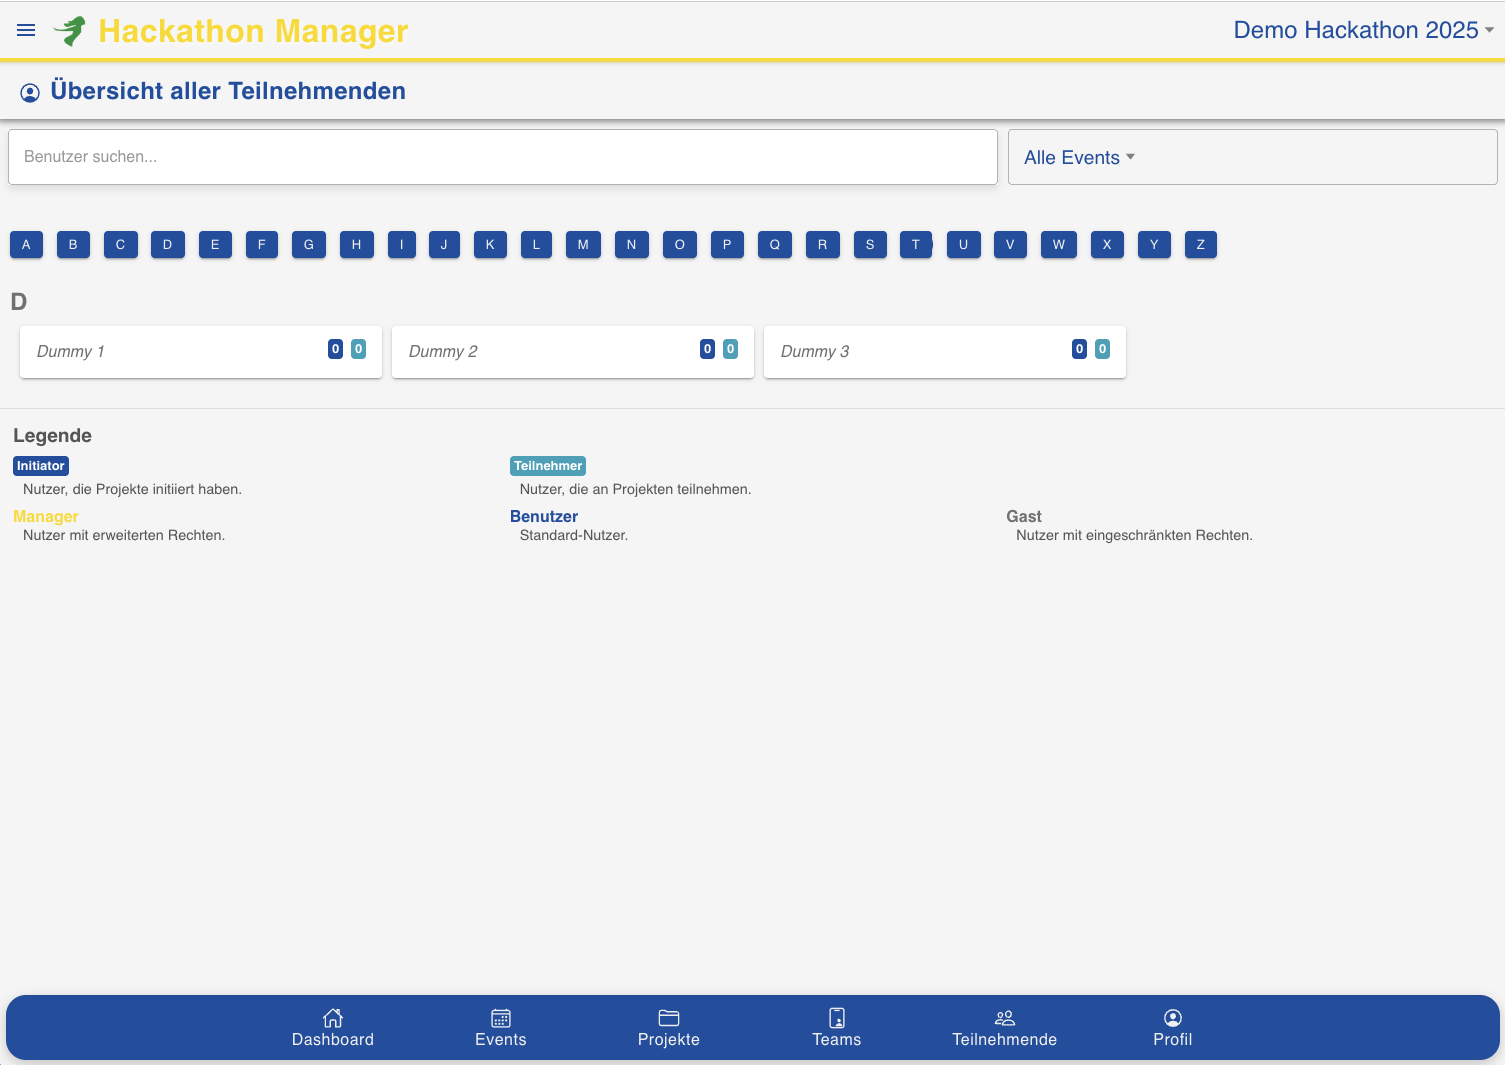 Hackathon Manager
Demo Hackathon 2025
Übersicht aller Teilnehmenden
Benutzer suchen...
Alle Events
A B C D E F G H I J K L M N O P Q R S T U V W X Y Z
D
Dummy 1 0 0 Dummy 2 0 0 Dummy 3 0 0
Legende
Initiator
Nutzer, die Projekte initiiert haben.
Teilnehmer
Nutzer, die an Projekten teilnehmen.
Manager
Nutzer mit erweiterten Rechten.
Benutzer
Standard-Nutzer.
Gast
Nutzer mit eingeschränkten Rechten.
Dashboard Events Projekte Teams Teilnehmende Profil